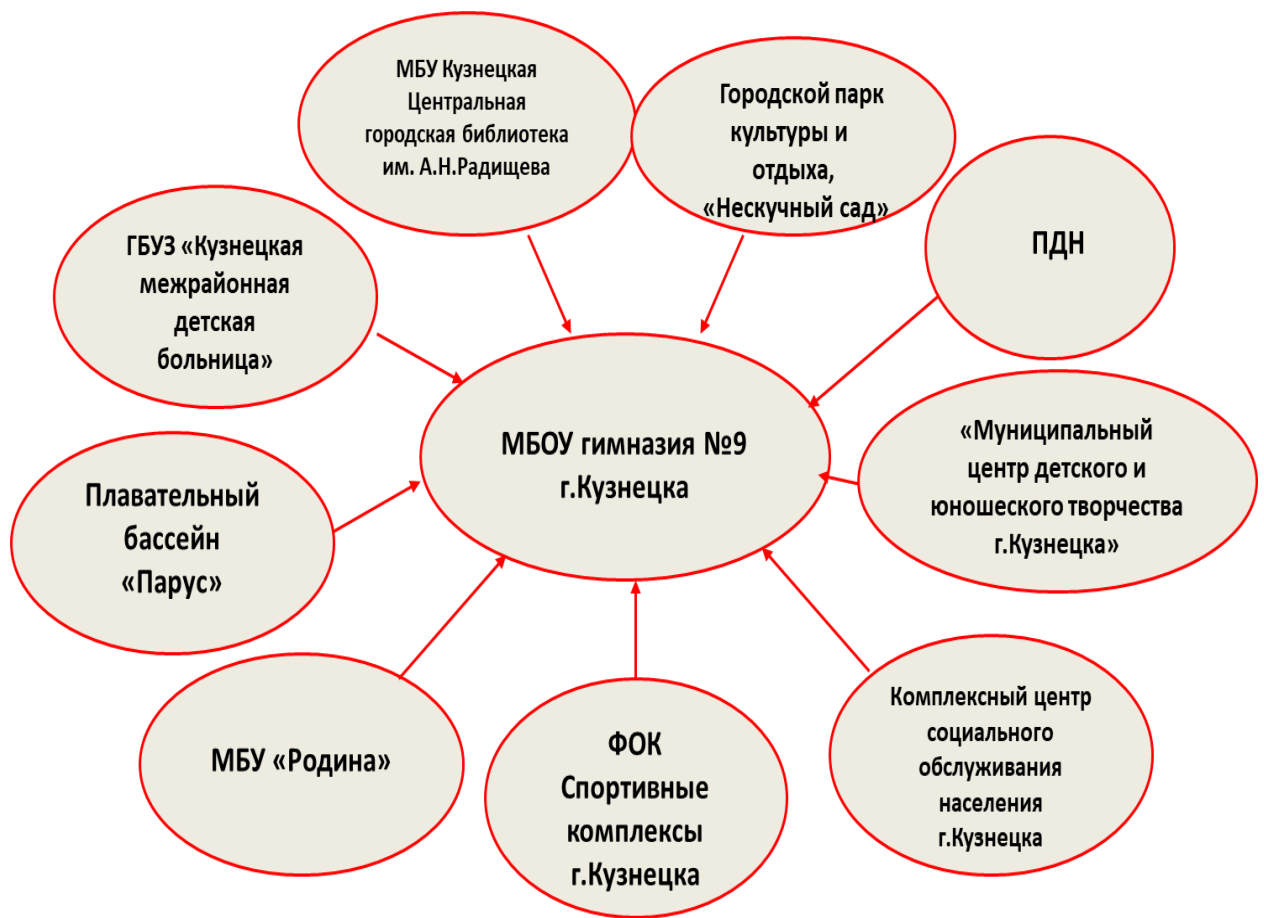 МБУ Кузнецкая
Центральная
городская библиотека
им. А.Н.Радищева
Городской парк
культуры и
отдыха,
«Нескучный сад»
ПДН
ГБУЗ «Кузнецкая
межрайонная
детская
больница»
МБОУ гимназия №9
г.Кузнецка
«Муниципальный
центр детского и
юношеского творчества
г.Кузнецка»
Плавательный
бассейн
«Парус»
МБУ «Родина»
ФОК
Спортивные
комплексы
г.Кузнецка
Комплексный центр
социального
обслуживания
населения
г.Кузнецка